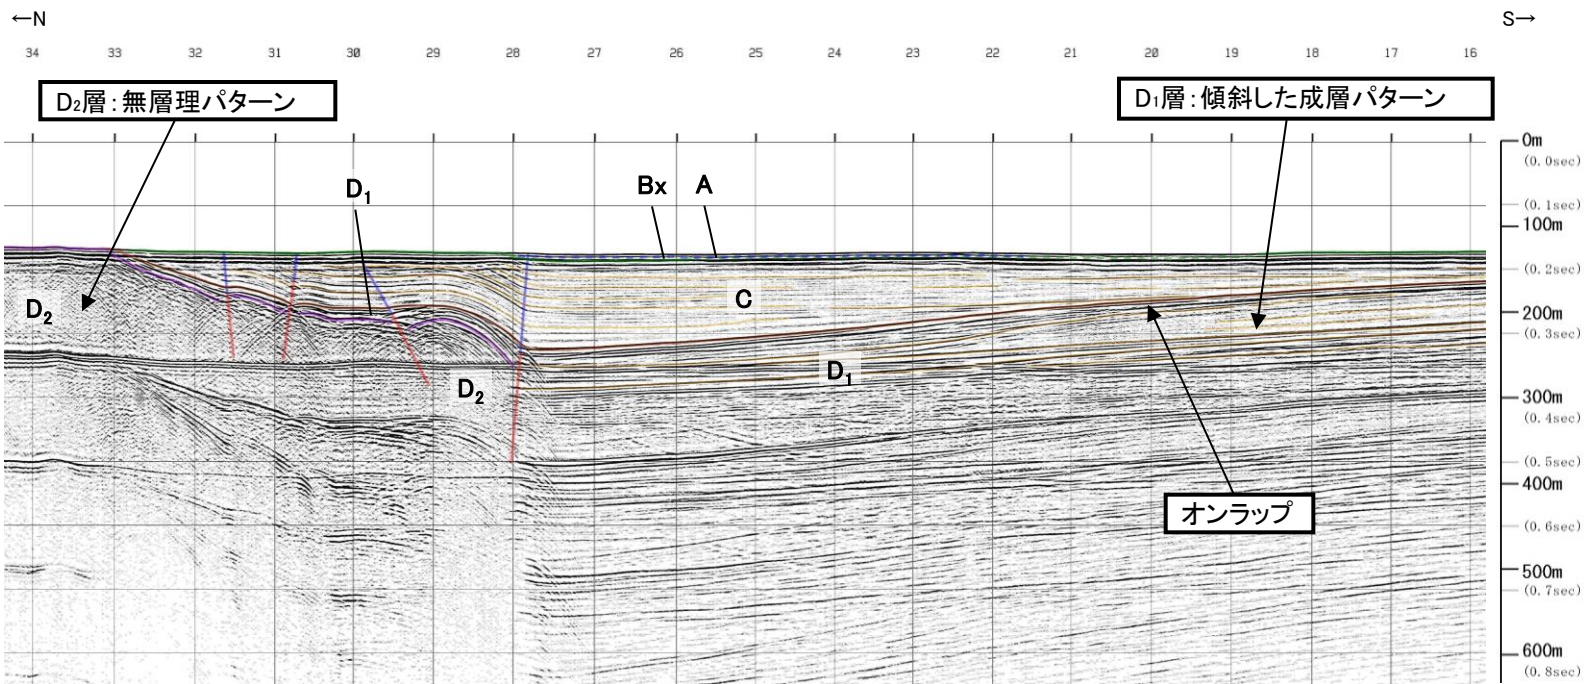 ←N
S→
34 33 32 31 30 29 28 27 26 25 24 23 22 21 20 19 18 17 16
D₂層:無層理パターン
D₁層:傾斜した成層パターン
0m
(0.0sec)
D₁
Bx
A
(0.1sec)
100m
(0.2sec)
C
D₂
200m
(0.3sec)
D₁
D₂
300m
(0.4sec)
(0.5sec)
400m
オンラップ
(0.6sec)
500m
(0.7sec)
600m
(0.8sec)